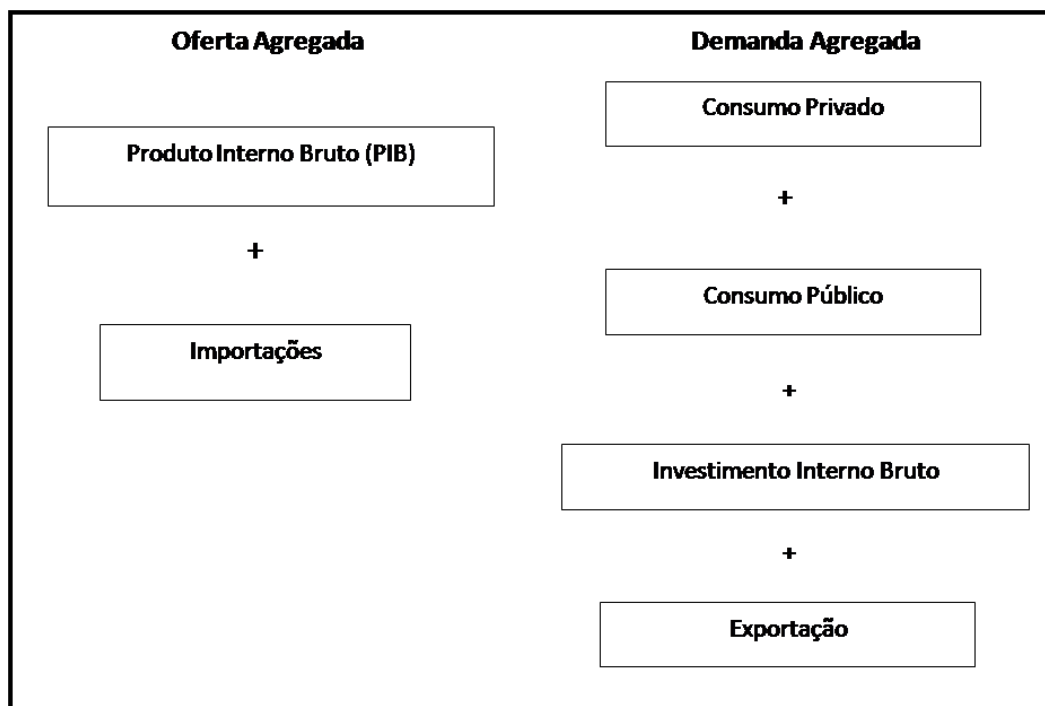 Oferta Agregada
Produto Interno Bruto (PIB)
+
Importações
Demanda Agregada
Consumo Privado
+
Consumo Público
+
Investimento Interno Bruto
+
Exportação